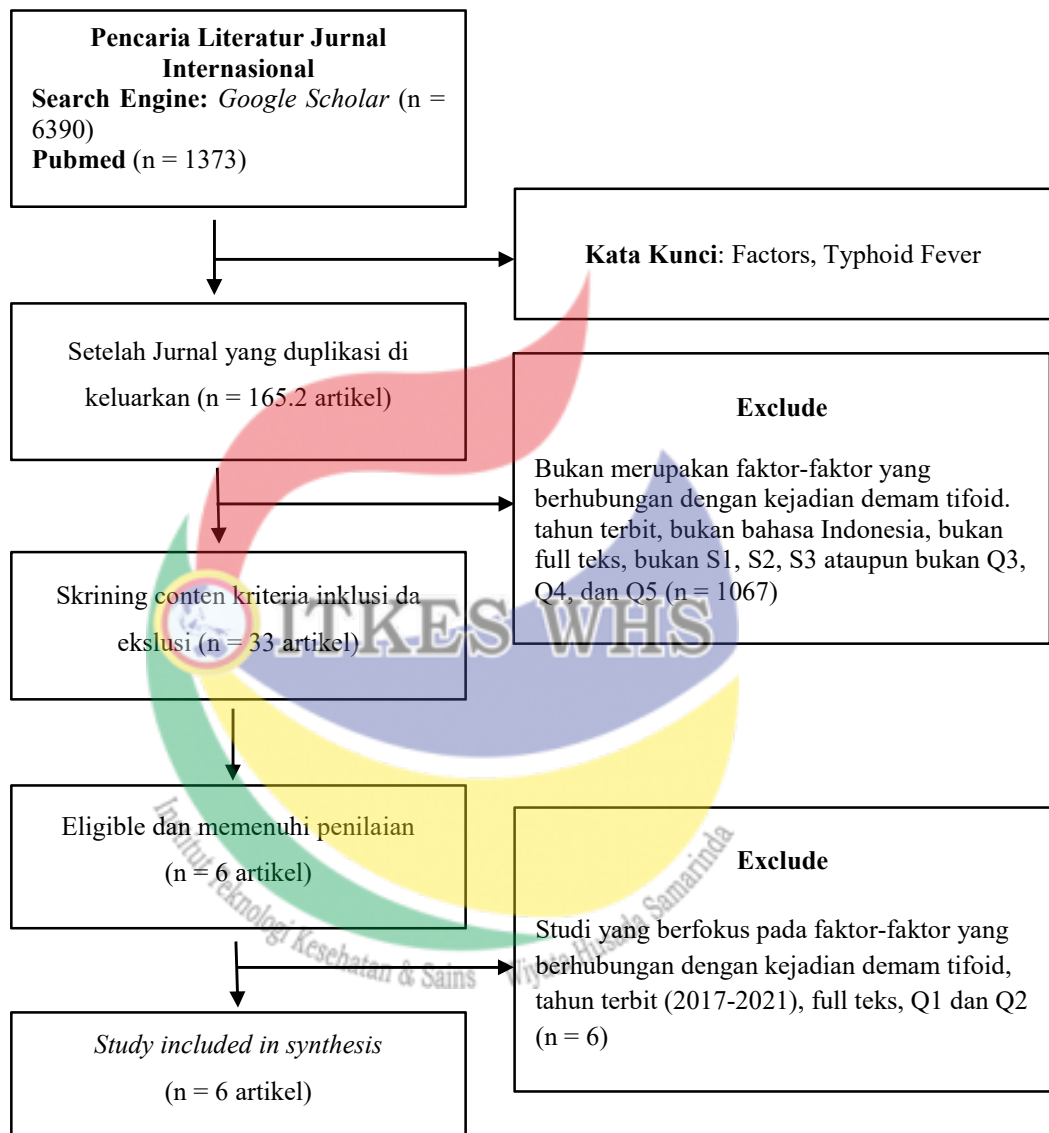 Pencaria Literatur Jurnal
Internasional
Search Engine: Google Scholar (n =
6390)
Pubmed (n = 1373)
Kata Kunci: Factors, Typhoid Fever
Setelah Jurnal yang duplikasi di
keluarkan (n = 165.2 artikel)
Exclude
Bukan merupakan faktor-faktor yang
berhubungan dengan kejadian demam tifoid.
tahun terbit, bukan bahasa Indonesia, bukan
full teks, bukan S1, S2, S3 ataupun bukan Q3,
Q4, dan Q5 (n = 1067)
Skrining conten kriteria inklusi da
ekslusi (n = 33 artikel)
ITKES WHS
Eligible dan memenuhi penilaian
(n = 6 artikel)
Exclude
Studi yang berfokus pada faktor-faktor yang
berhubungan dengan kejadian demam tifoid,
tahun terbit (2017-2021), full teks, Q1 dan Q2
(n = 6)
Institut Teknologi Kesehatan & Sains Wiyata Husada Samarinda
Study included in synthesis
(n = 6 artikel)